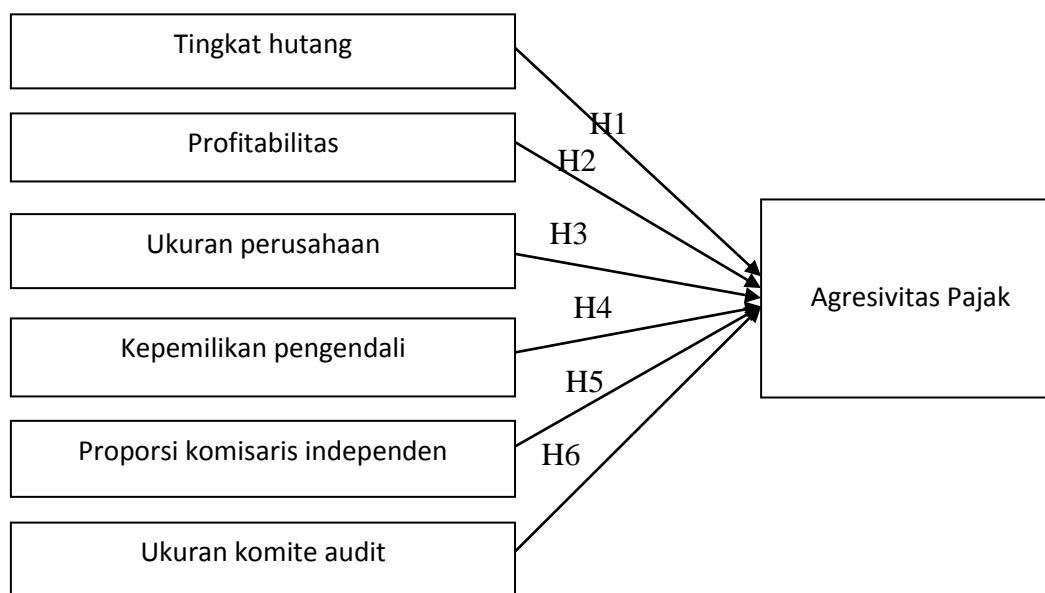 Tingkat hutang
H1
Profitabilitas
H2
Ukuran perusahaan
H3
Agresivitas Pajak
Kepemilikan pengendali
H4
Proporsi komisaris independen
H5
Ukuran komite audit
H6